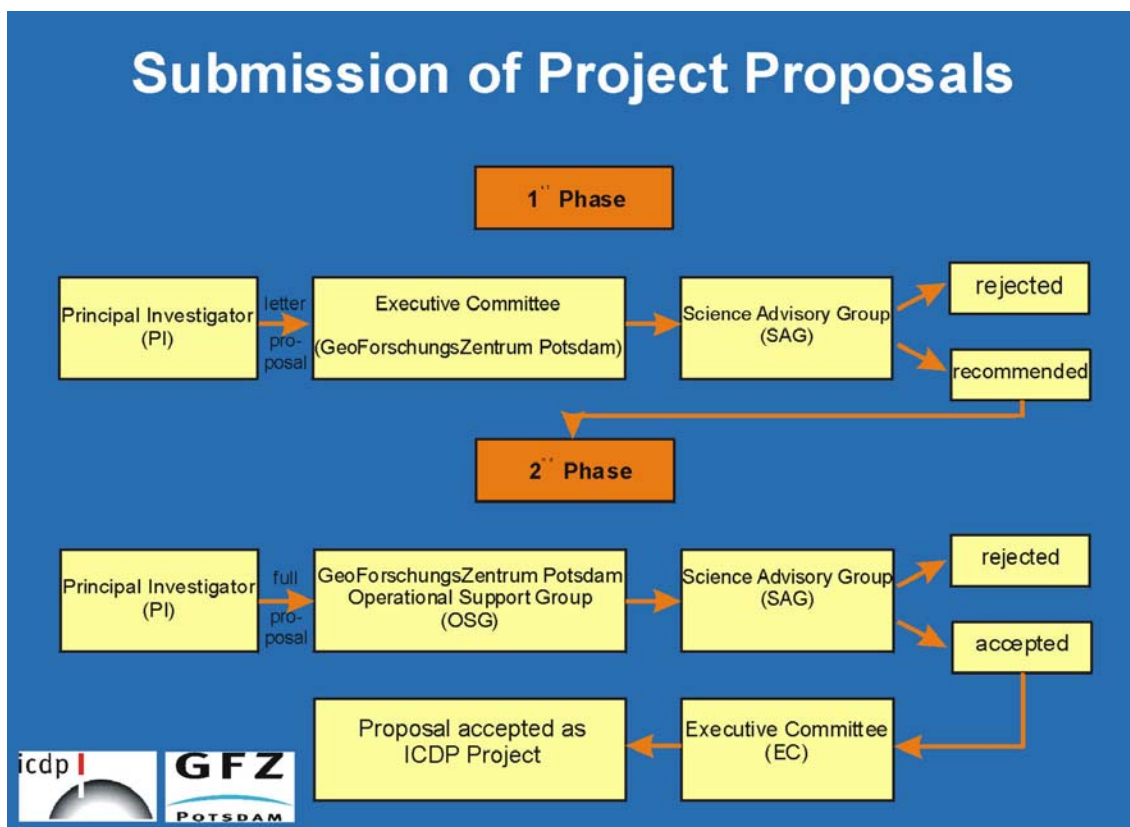 Submission of Project Proposals
1'' Phase
Principal Investigator
(PI)
letter
pro-
posal
Executive Committee
(GeoForschungsZentrum Potsdam)
Science Advisory Group
(SAG)
rejected
recommended
2'' Phase
Principal Investigator
(PI)
full
pro-
posal
GeoForschungsZentrum Potsdam
Operational Support Group
(OSG)
Science Advisory Group
(SAG)
rejected
accepted
Proposal accepted as
ICDP Project
Executive Committee
(EC)
icdp
GFZ
POTSDAM